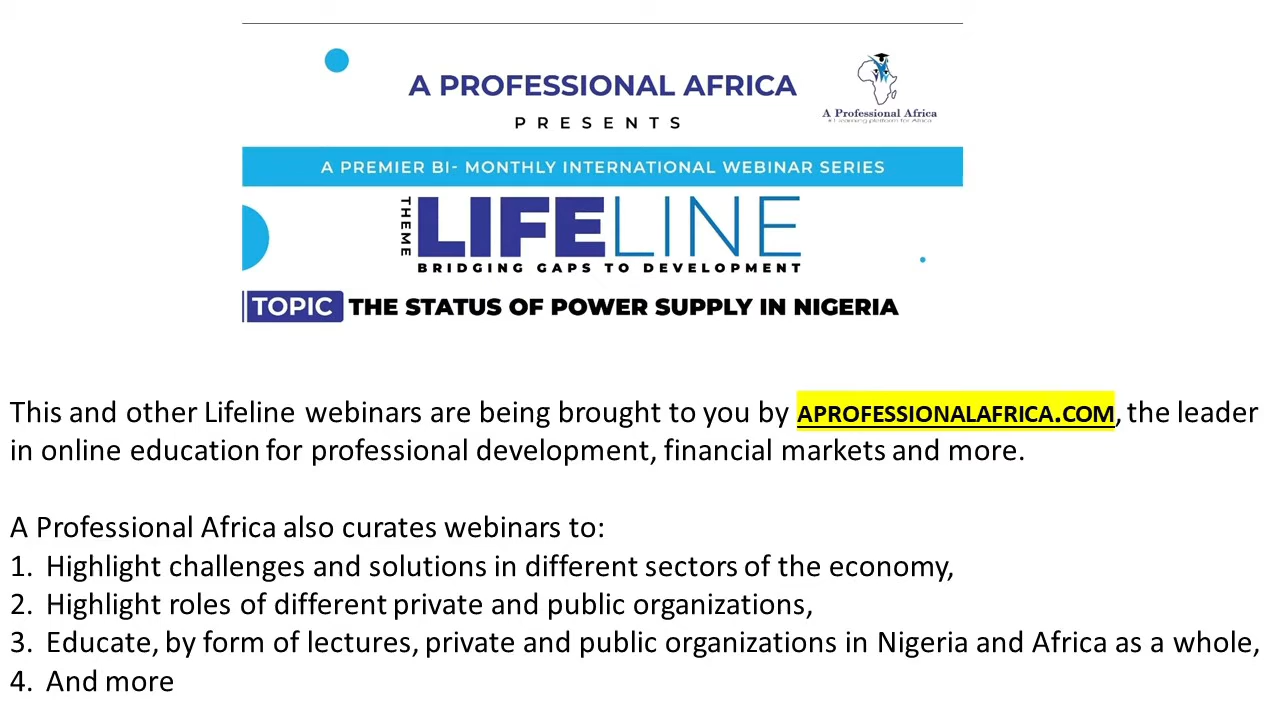 A PROFESSIONAL AFRICA
PRESENTS
A Professional Africa
#1 learning platform for Africa
A PREMIER BI- MONTHLY INTERNATIONAL WEBINAR SERIES
THEME
LIFELINE
BRIDGING GAPS TO DEVELOPMENT
TOPIC THE STATUS OF POWER SUPPLY IN NIGERIA
This and other Lifeline webinars are being brought to you by APROFESSIONALAFRICA.COM, the leader
in online education for professional development, financial markets and more.
A Professional Africa also curates webinars to:
1. Highlight challenges and solutions in different sectors of the economy,
2. Highlight roles of different private and public organizations,
3. Educate, by form of lectures, private and public organizations in Nigeria and Africa as a whole,
4. And more